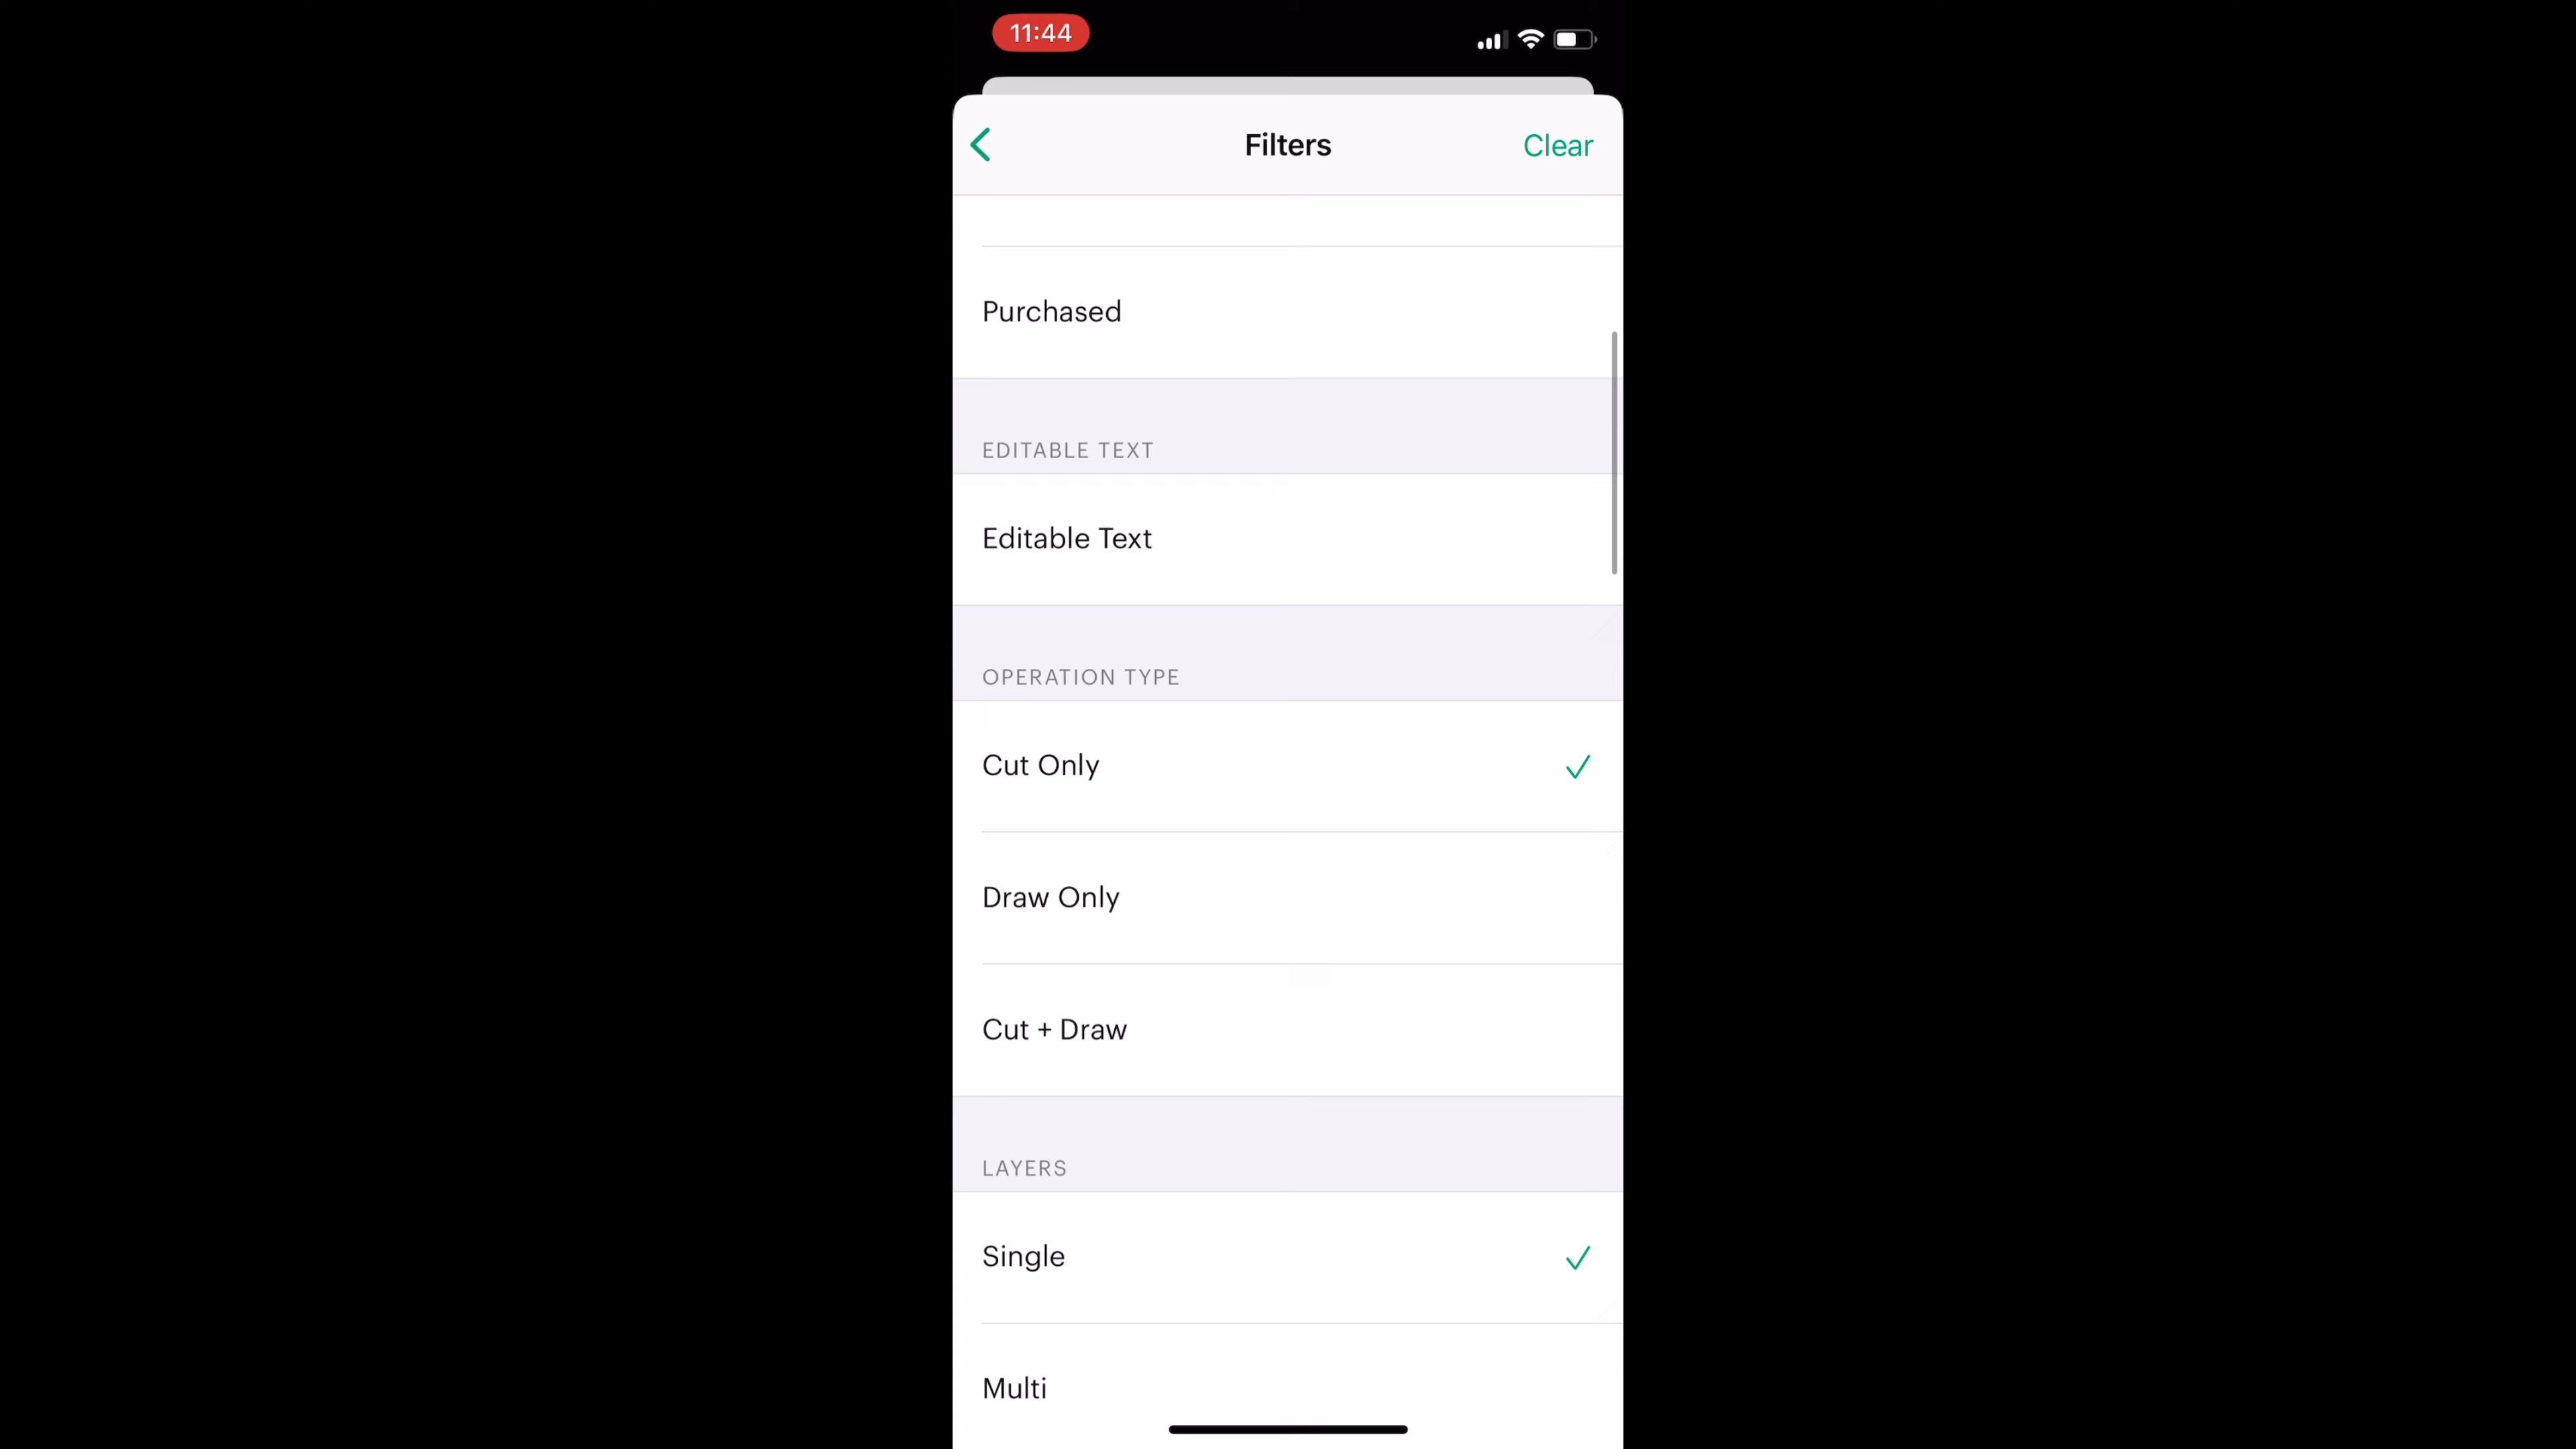 11:44
Filters
Clear
Purchased
EDITABLE TEXT
Editable Text
OPERATION TYPE
Cut Only
Draw Only
Cut + Draw
LAYERS
Single
Multi